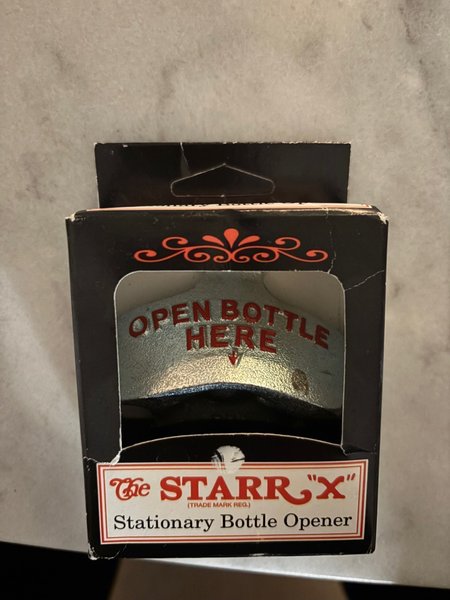 OPEN BOTTLE
HERE
The STARR "X"
(TRADE MARK REG.)
Stationary Bottle Opener